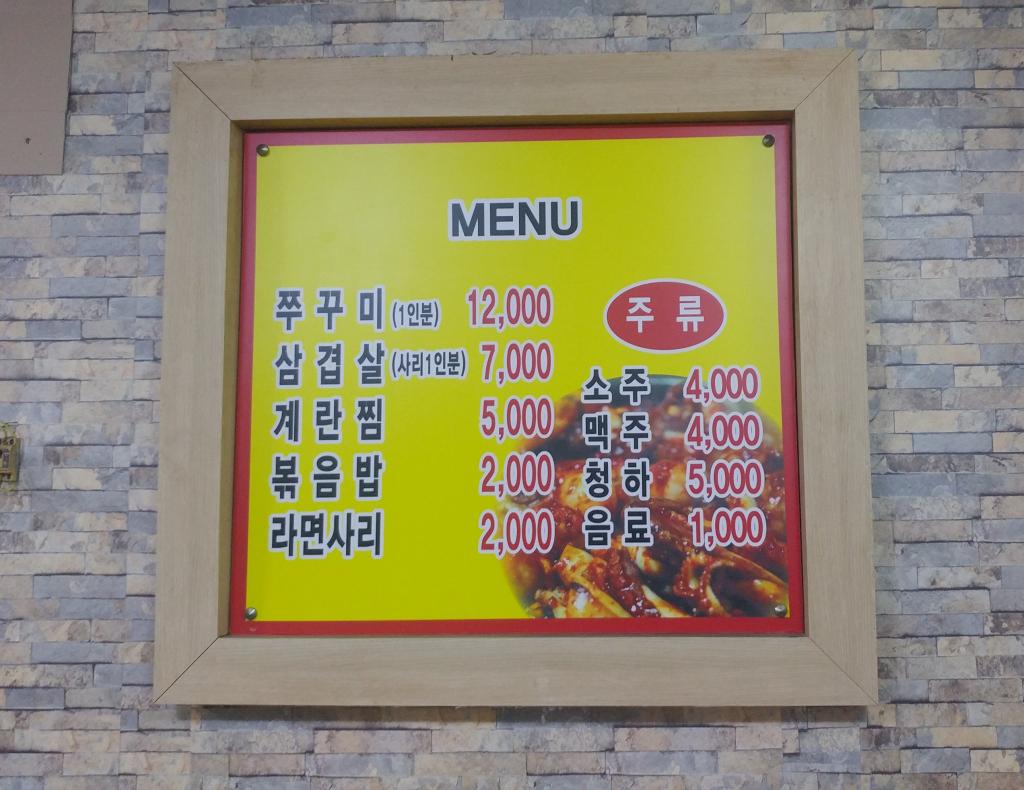 MENU
쭈꾸미(1인분) 12,000
삼겹살(사리1인분) 7,000
계란찜 5,000
볶음밥 2,000
라면사리 2,000
주류
소주 4,000
맥주 4,000
청하 5,000
음료 1,000